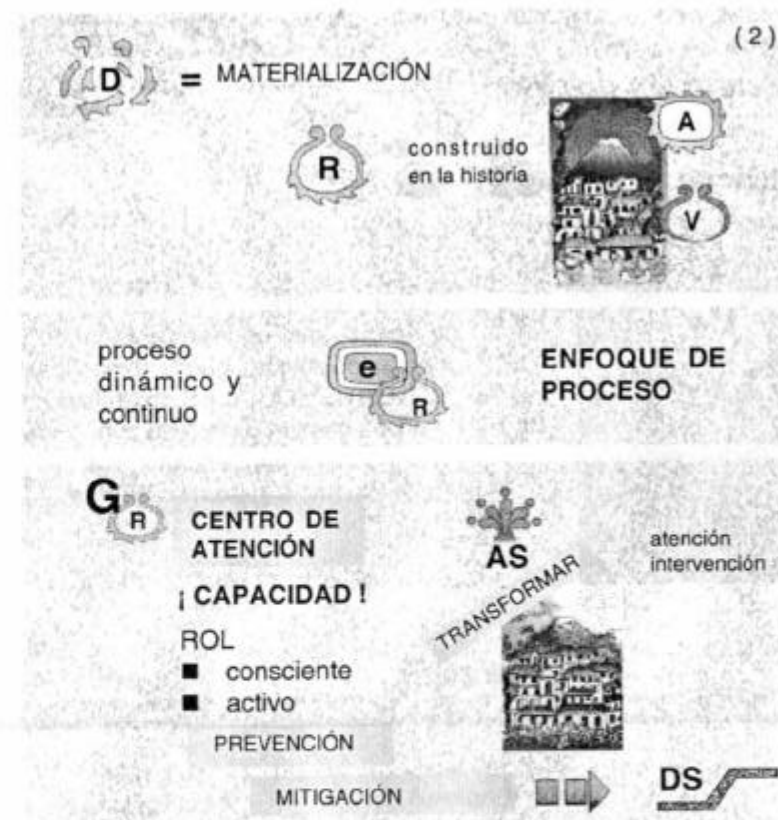 (2)
D = MATERIALIZACIÓN
R
construido
en la historia
A
V
proceso
dinámico y
continuo
e
R
ENFOQUE DE
PROCESO
G
R
CENTRO DE
ATENCIÓN
¡ CAPACIDAD !
ROL
■ consciente
■ activo
PREVENCIÓN
MITIGACIÓN
AS
TRANSFORMAR
atención
intervención
DS